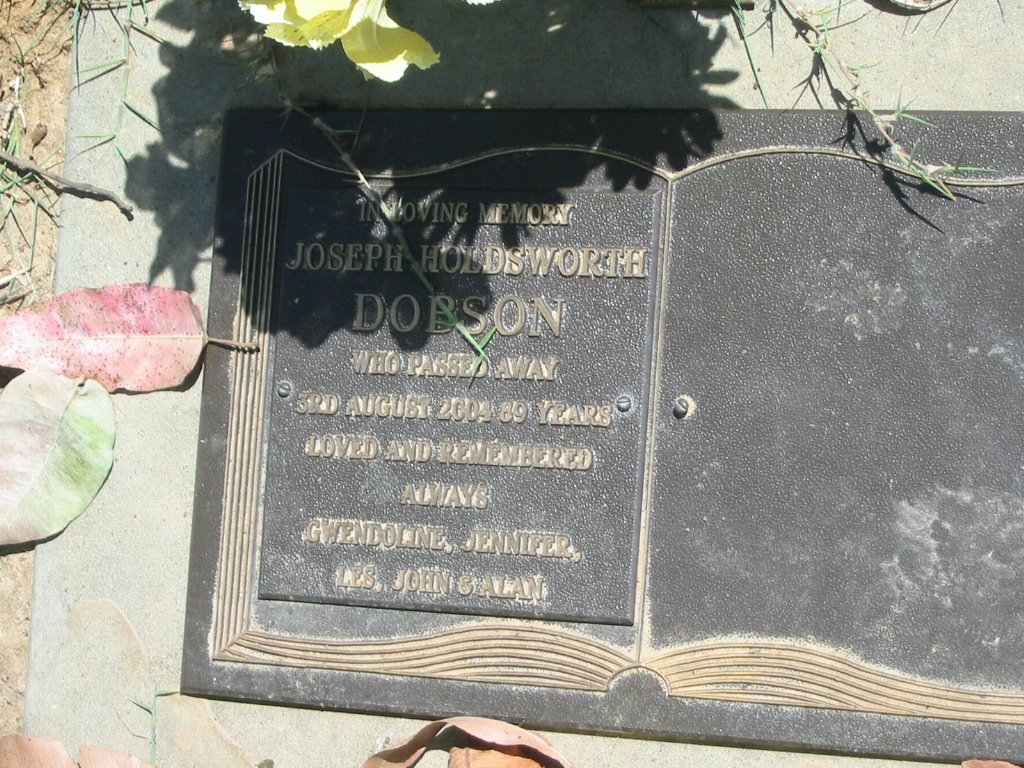 IN LOVING MEMORY
JOSEPH HOLDSWORTH
DOBSON
WHO PASSED AWAY
3RD AUGUST 2004 89 YEARS
LOVED AND REMEMBERED
ALWAYS
GWENDOLINE, JENNIFER,
LES, JOHN & ALAN